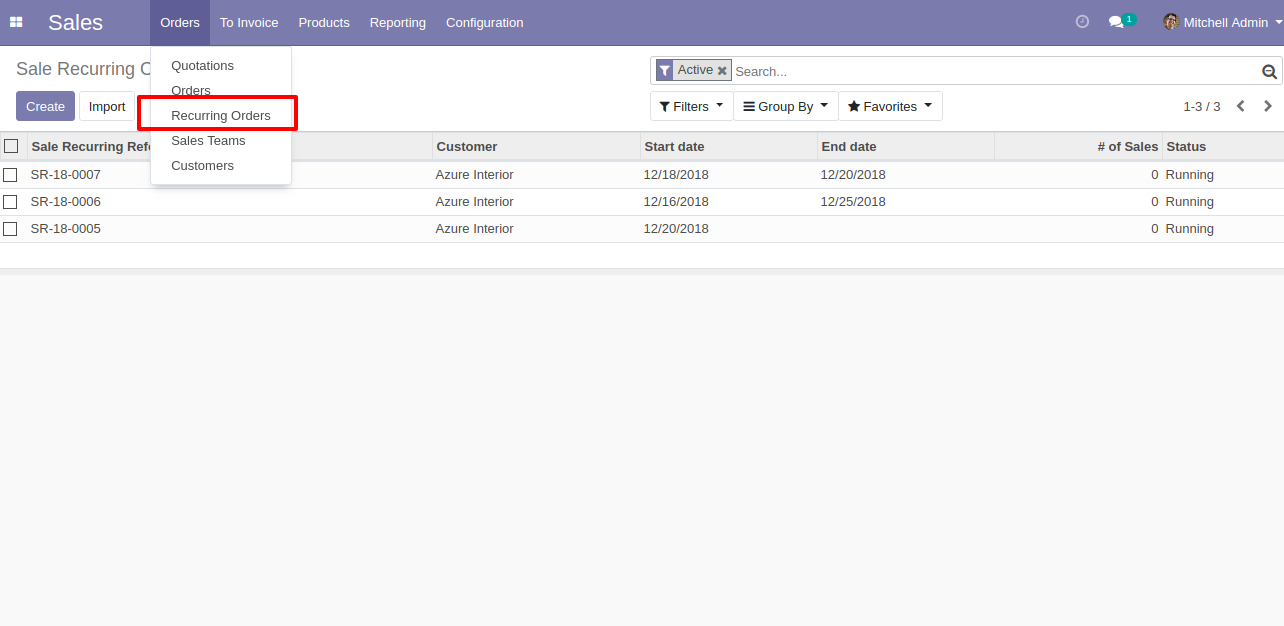 Sales Orders To Invoice Products Reporting Configuration 1 Mitchell Admin
Sale Recurring
Active Search...
Create Import Filters Group By Favorites 1-3 / 3
Quotations
Orders
Recurring Orders
Sales Teams
Customers
Sale Recurring Customer Start date End date # of Sales Status
SR-18-0007 Azure Interior 12/18/2018 12/20/2018 0 Running
SR-18-0006 Azure Interior 12/16/2018 12/25/2018 0 Running
SR-18-0005 Azure Interior 12/20/2018 0 Running